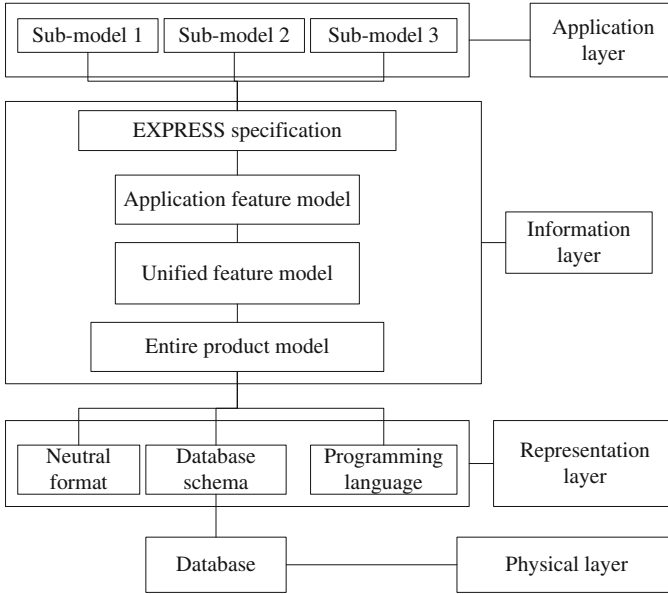 Sub-model 1
Sub-model 2
Sub-model 3
Application
layer
EXPRESS specification
Application feature model
Unified feature model
Entire product model
Information
layer
Neutral
format
Database
schema
Programming
language
Representation
layer
Database
Physical layer